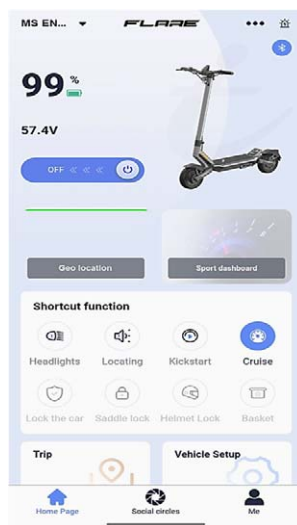 MS EN... FLARE
99%
57.4V
OFF
Geo location Sport dashboard
Shortcut function
Headlights Locating Kickstart Cruise
Lock the car Saddle lock Helmet Lock Basket
Trip Vehicle Setup
Home Page Social circles Me